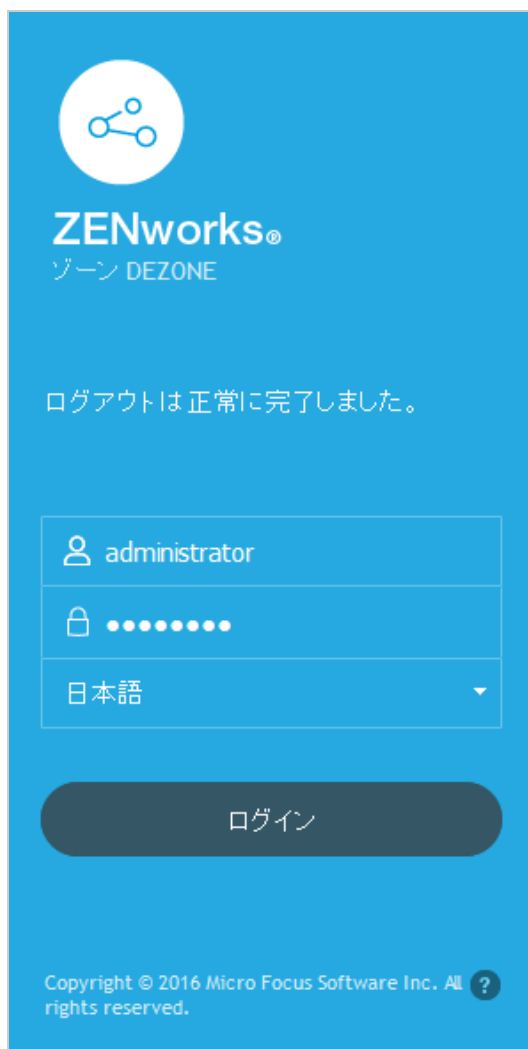 ZENworks®
ゾーン DEZONE
ログアウトは正常に完了しました。
administrator
●●●●●●●●
日本語
ログイン
Copyright © 2016 Micro Focus Software Inc. All
rights reserved.
?